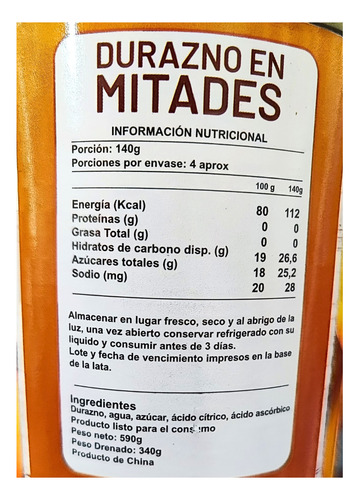 DURAZNO EN
MITADES
INFORMACIÓN NUTRICIONAL
Porción: 140g
Porciones por envase: 4 aprox
100 g 140g
Energía (Kcal) 80 112
Proteínas (g) 0 0
Grasa Total (g) 0 0
Hidratos de carbono disp. (g) 19 26,6
Azúcares totales (g) 18 25,2
Sodio (mg) 20 28
Almacenar en lugar fresco, seco y al abrigo de la
luz, una vez abierto conservar refrigerado con su
liquido y consumir antes de 3 días.
Lote y fecha de vencimiento impresos en la base
de la lata.
Ingredientes
Durazno, agua, azúcar, ácido cítrico, ácido ascórbico
Producto listo para el consumo
Peso neto: 590g
Peso Drenado: 340g
Producto de China